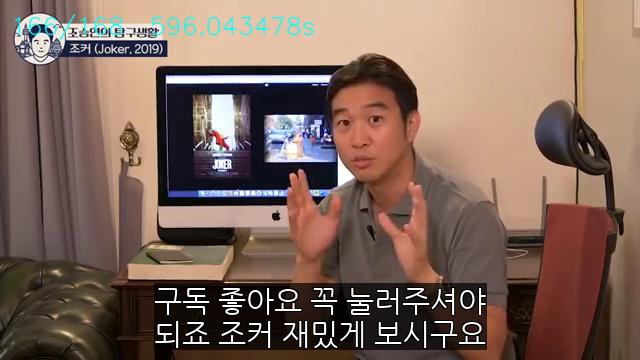 166/168, 596.043478s
조승연의 탐구생활
조커 (Joker, 2019)
JOKER
구독 좋아요 꼭 눌러주셔야
되죠 조커 재밌게 보시구요